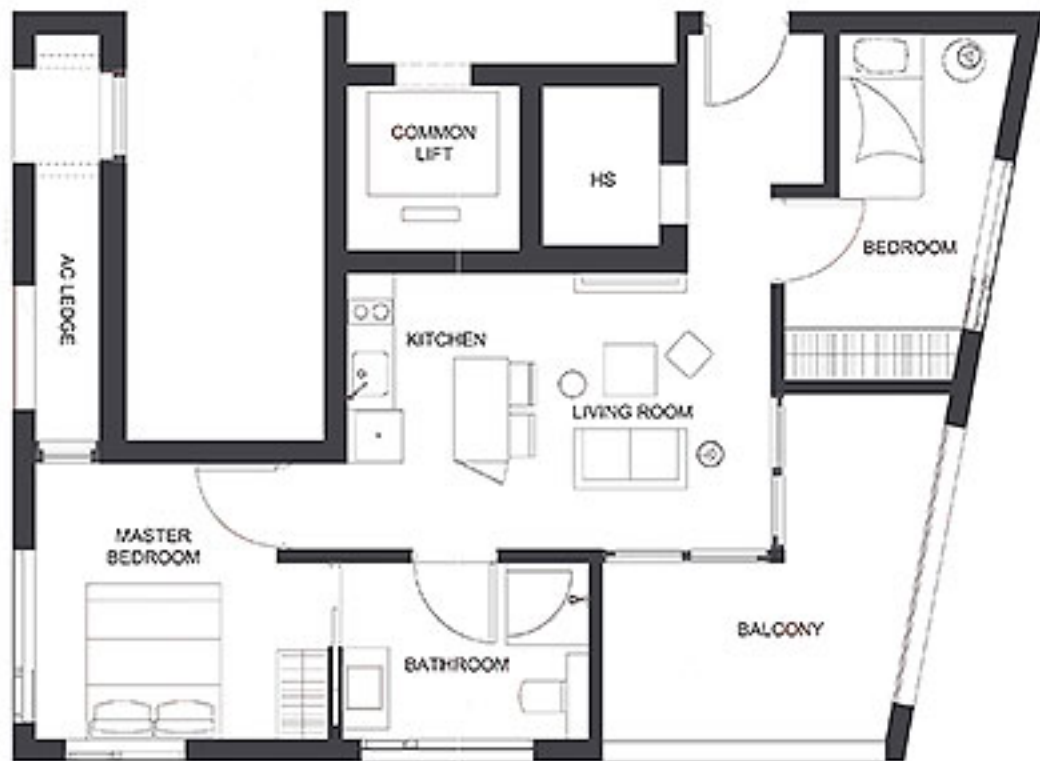 COMMON
LIFT
HS
BEDROOM
AC LEDGE
KITCHEN
LIVING ROOM
MASTER
BEDROOM
BATHROOM
BALCONY